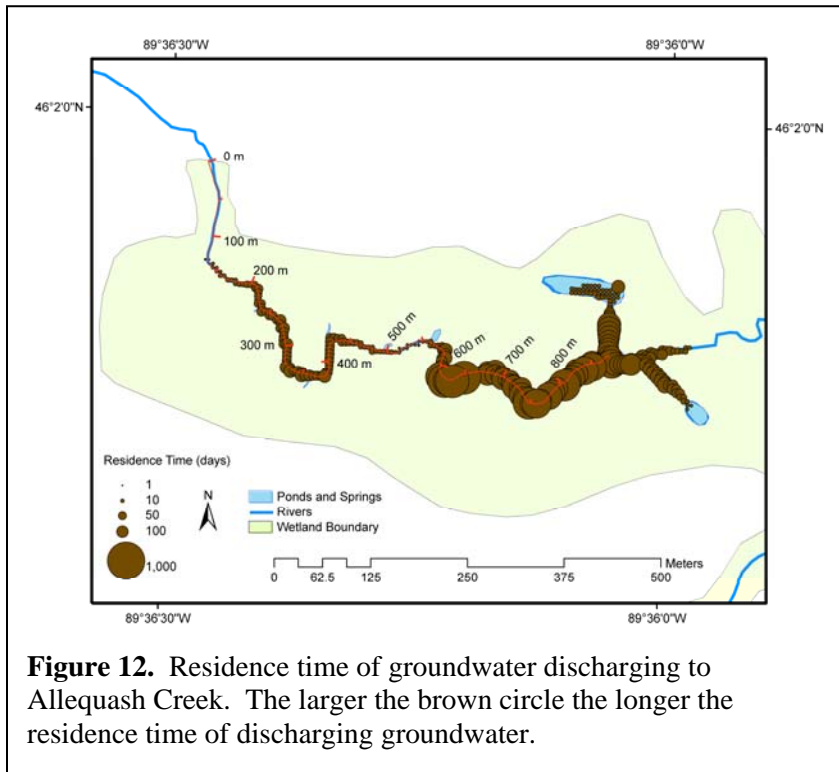 89°36'30"W
89°36'0"W
46°2'0"N
46°2'0"N
0 m
100 m
200 m
300 m
400 m
500 m
600 m
700 m
800 m
Residence Time (days)
1
10
50
100
1,000
N
Ponds and Springs
Rivers
Wetland Boundary
Meters
0 62.5 125 250 375 500
89°36'30"W
89°36'0"W
Figure 12. Residence time of groundwater discharging to
Allequash Creek. The larger the brown circle the longer the
residence time of discharging groundwater.